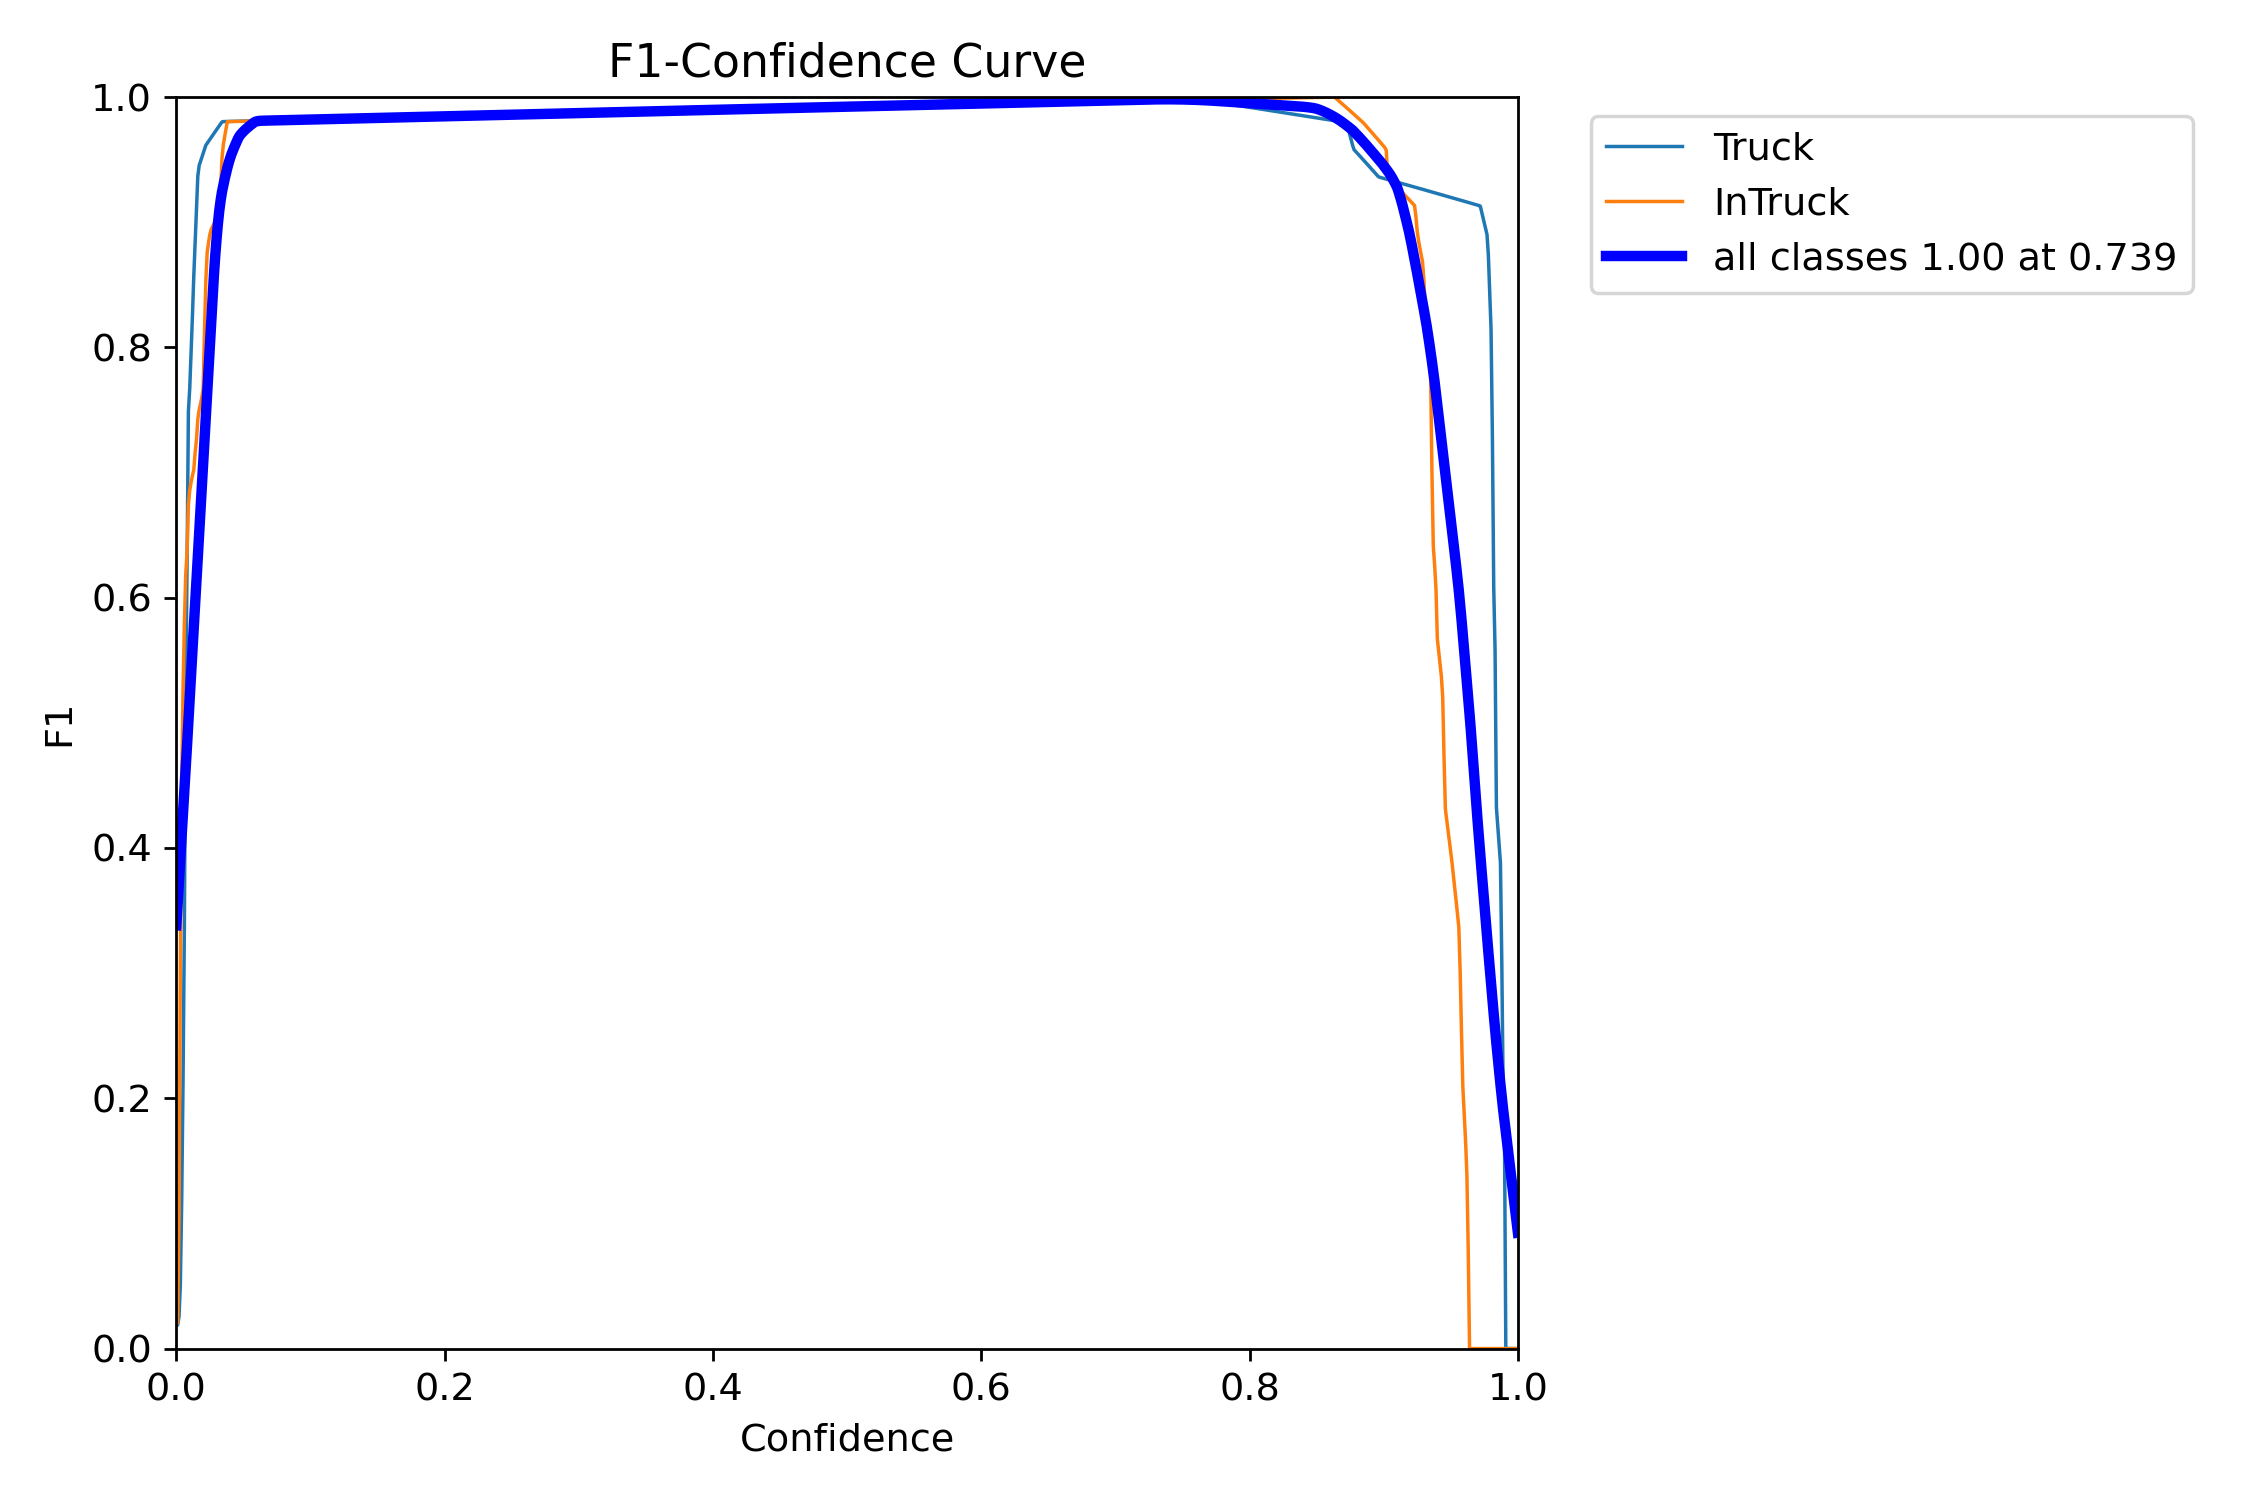 F1-Confidence Curve
1.0
0.8
0.6
0.4
0.2
0.0
F1
0.0 0.2 0.4 0.6 0.8 1.0
Confidence
Truck
InTruck
all classes 1.00 at 0.739